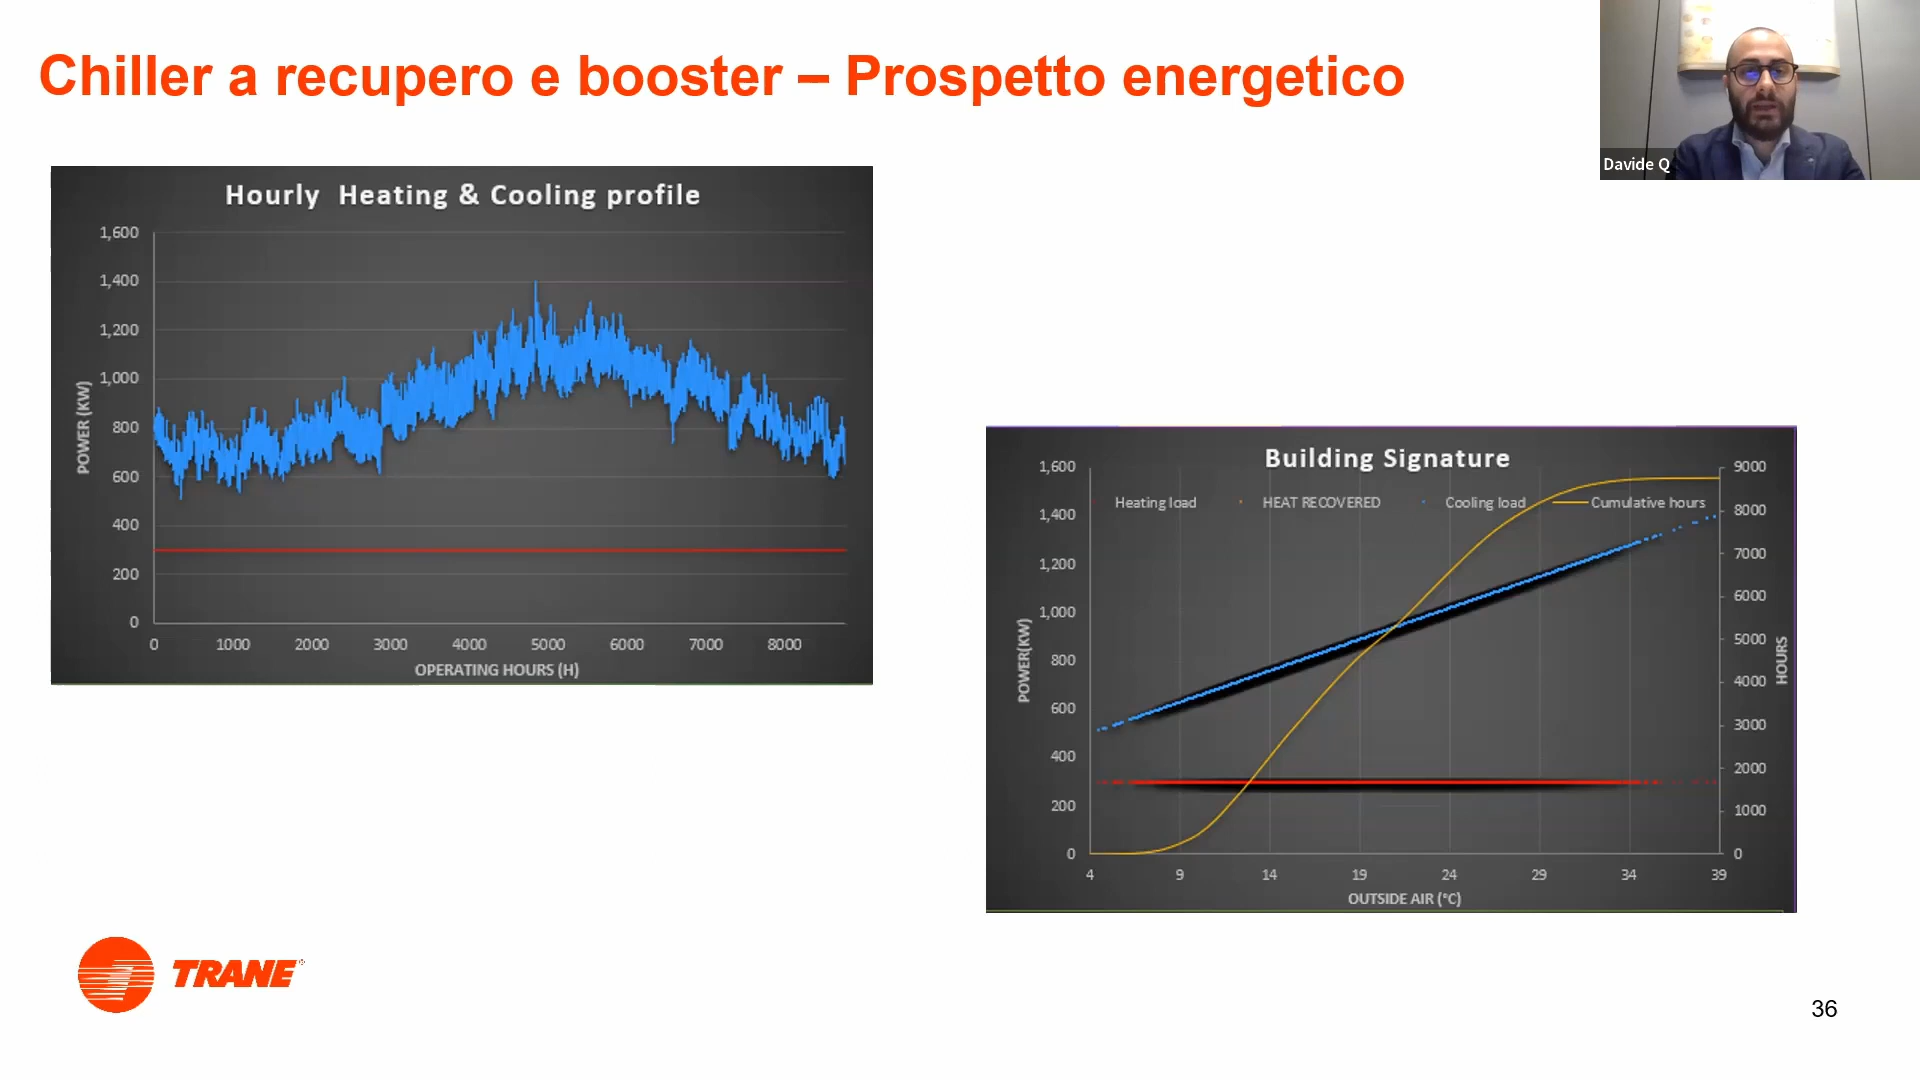 Chiller a recupero e booster – Prospetto energetico
Davide Q
Hourly Heating & Cooling profile
1,600
1,400
1,200
1,000
800
600
400
200
0
POWER (KW)
0 1000 2000 3000 4000 5000 6000 7000 8000
OPERATING HOURS (H)
Building Signature
Heating load HEAT RECOVERED Cooling load Cumulative hours
1,600
1,400
1,200
1,000
800
600
400
200
0
POWER(KW)
9000
8000
7000
6000
5000
4000
3000
2000
1000
0
HOURS
4 9 14 19 24 29 34 39
OUTSIDE AIR (°C)
TRANE®
36